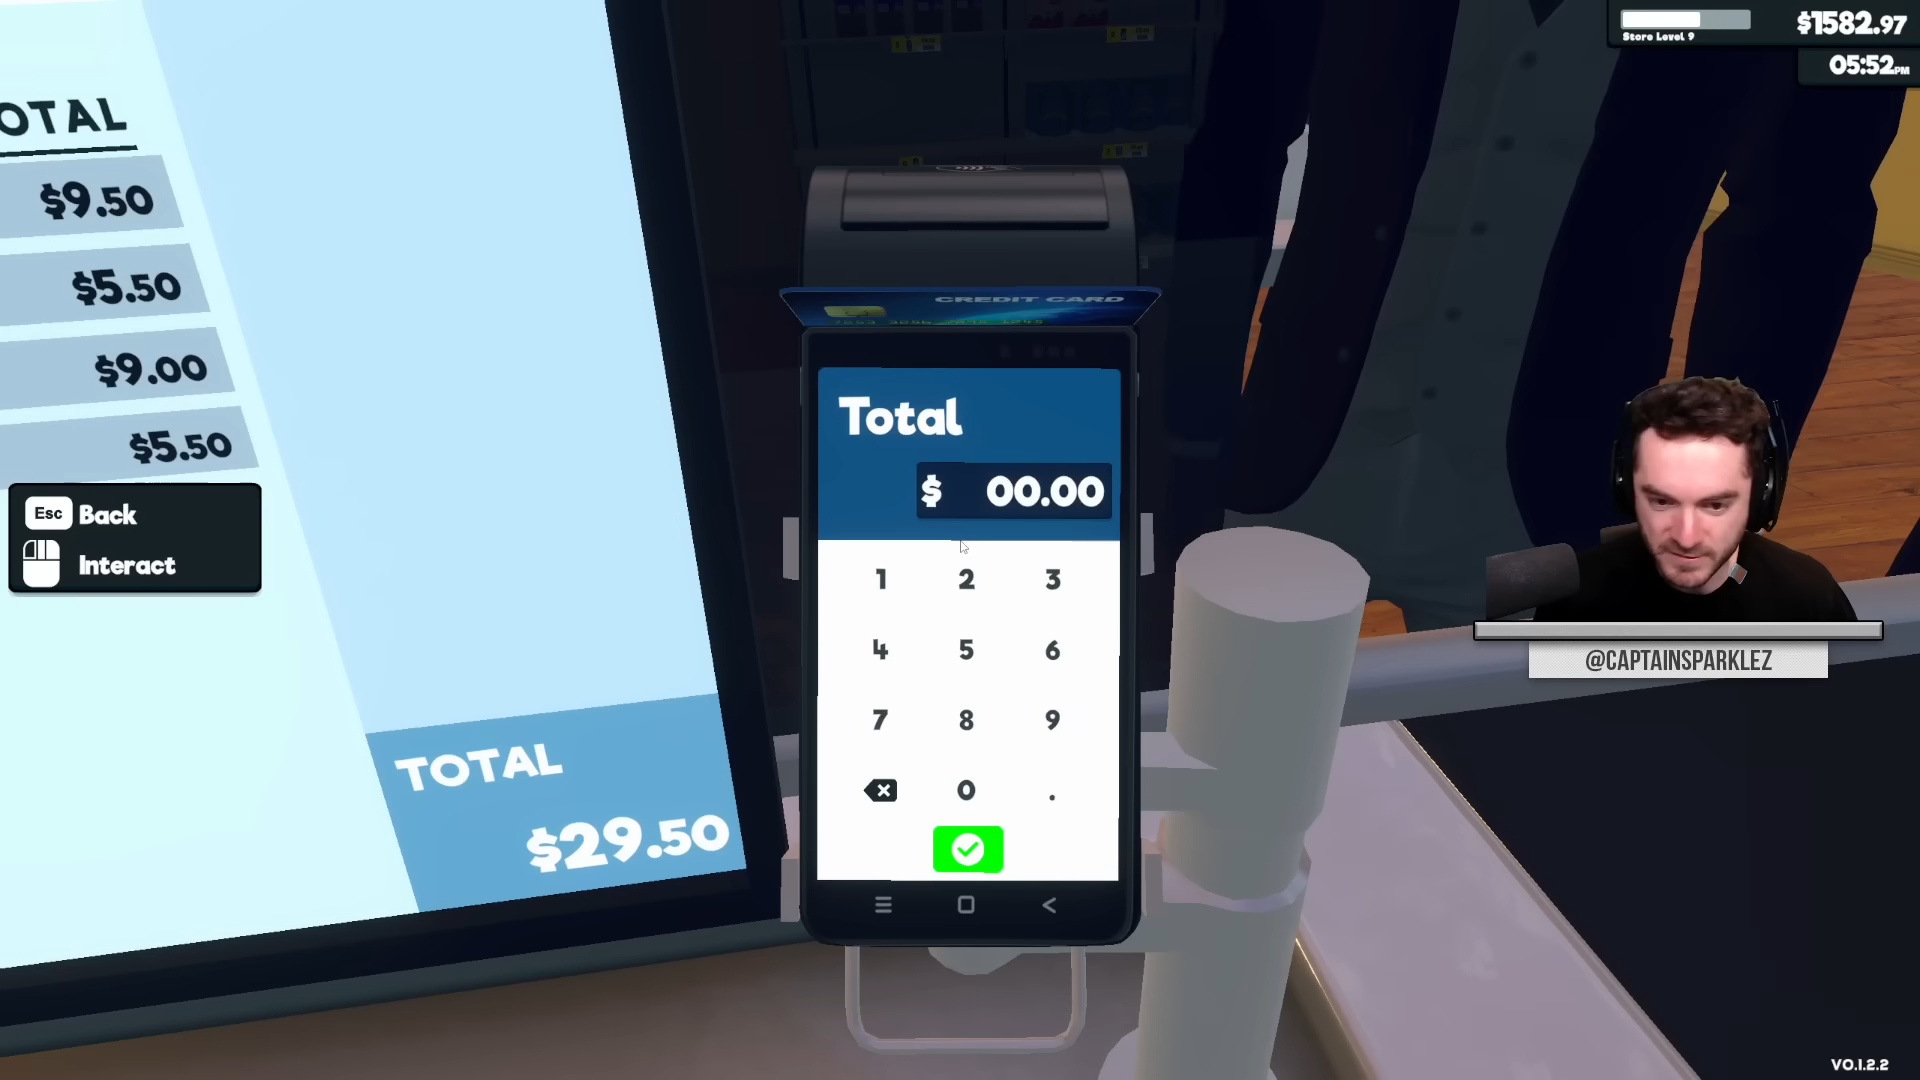 OTAL
$9.50
$5.50
$9.00
$5.50
Esc Back
Interact
TOTAL
$29.50
CREDIT CARD
Total
$ 00.00
1 2 3
4 5 6
7 8 9
0 .
Store Level 9
$1582.97
05:52PM
@CAPTAINSPARKLEZ
V0.1.2.2